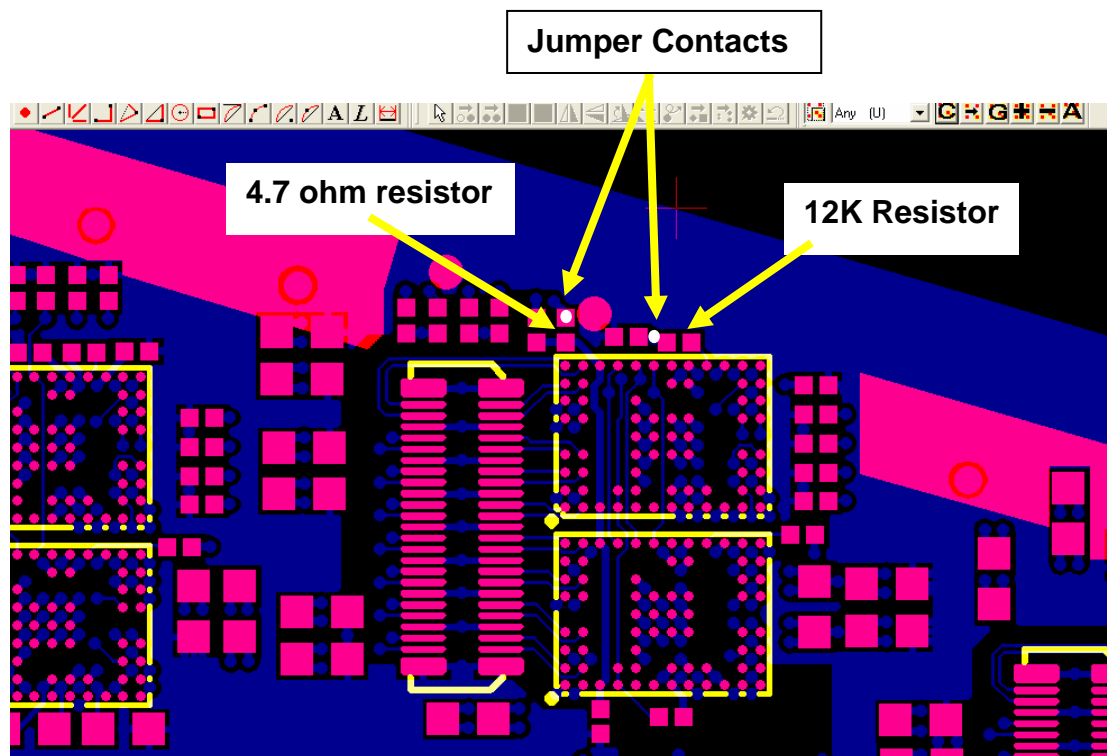 Jumper Contacts
A L Any (U) C G A
4.7 ohm resistor
12K Resistor